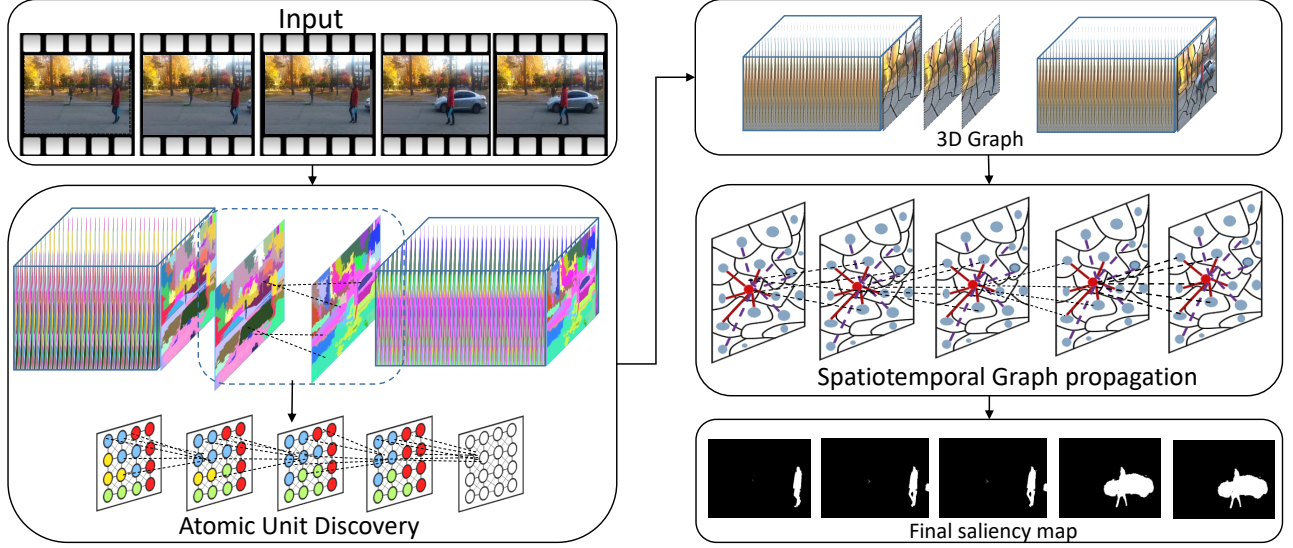 Input
Atomic Unit Discovery
3D Graph
Spatiotemporal Graph propagation
Final saliency map